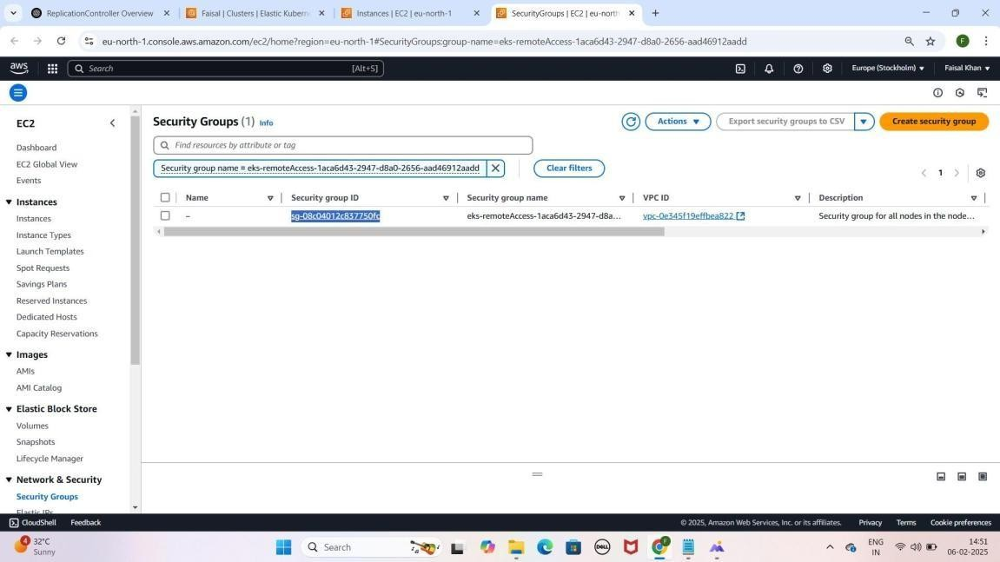 ReplicationController Overview
Faisal | Clusters | Elastic Kubern
Instances | EC2 | eu-north-1
SecurityGroups | EC2 | eu-north
eu-north-1.console.aws.amazon.com/ec2/home?region=eu-north-1#SecurityGroups:group-name=eks-remoteAccess-1aca6d43-2947-d8a0-2656-aad46912aadd
F
aws
Search
[Alt+S]
Europe (Stockholm)
Faisal Khan
EC2
Dashboard
EC2 Global View
Events
Instances
Instances
Instance Types
Launch Templates
Spot Requests
Savings Plans
Reserved Instances
Dedicated Hosts
Capacity Reservations
Images
AMIs
AMI Catalog
Elastic Block Store
Volumes
Snapshots
Lifecycle Manager
Network & Security
Security Groups
Elastic IPs
Security Groups (1) Info
Actions
Export security groups to CSV
Create security group
Find resources by attribute or tag
Security group name = eks-remoteAccess-1aca6d43-2947-d8a0-2656-aad46912aadd
Clear filters
1
Name Security group ID Security group name VPC ID Description
– sg-08c04012c837750fc eks-remoteAccess-1aca6d43-2947-d8a... vpc-0e345f19effbea822 Security group for all nodes in the node...
CloudShell Feedback
© 2025, Amazon Web Services, Inc. or its affiliates. Privacy Terms Cookie preferences
4
32°C
Sunny
Search
DELL
F
ENG
IN
14:51
06-02-2025